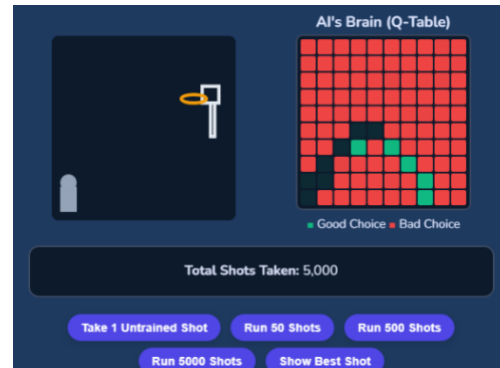 AI's Brain (Q-Table)
Good Choice Bad Choice
Total Shots Taken: 5,000
Take 1 Untrained Shot Run 50 Shots Run 500 Shots
Run 5000 Shots Show Best Shot